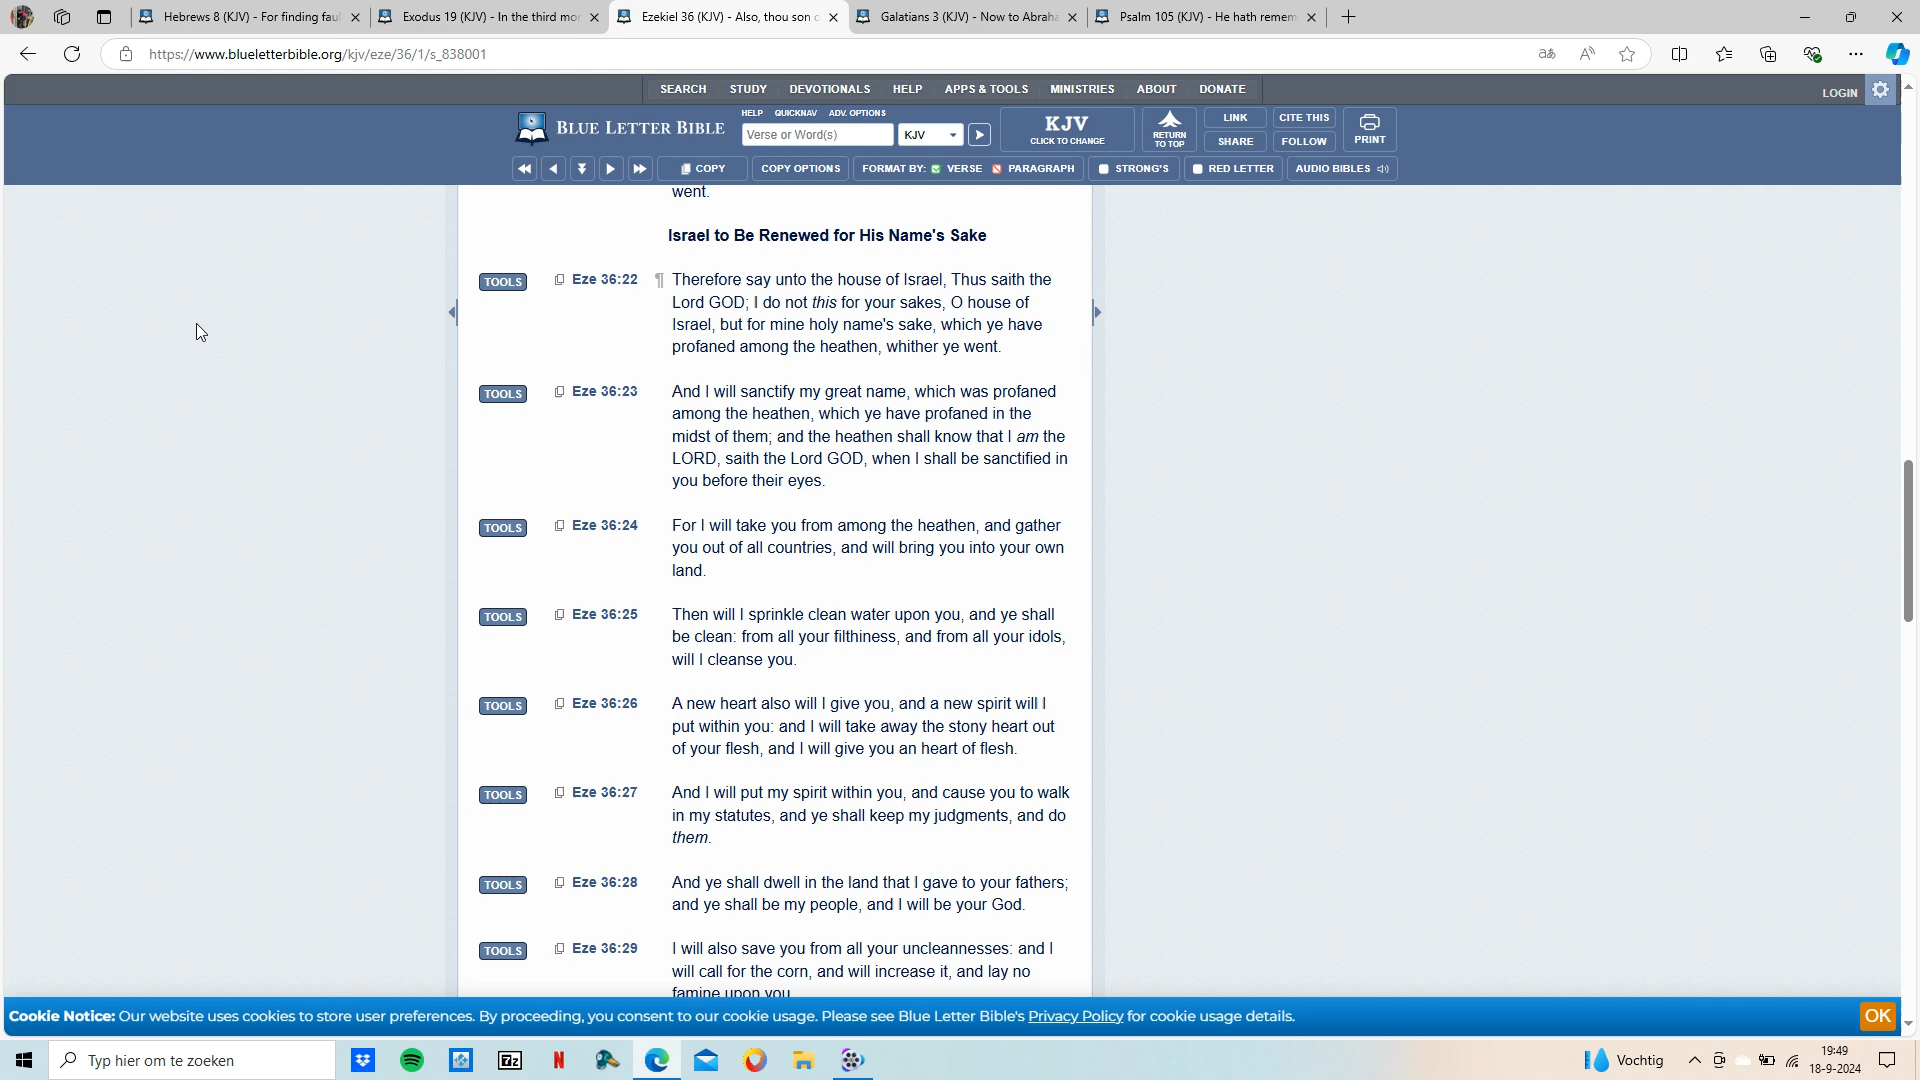 Hebrews 8 (KJV) - For finding faul
Exodus 19 (KJV) - In the third mor
Ezekiel 36 (KJV) - Also, thou son o
Galatians 3 (KJV) - Now to Abraha
Psalm 105 (KJV) - He hath remem
https://www.blueletterbible.org/kjv/eze/36/1/s_838001
SEARCH STUDY DEVOTIONALS HELP APPS & TOOLS MINISTRIES ABOUT DONATE
LOGIN
HELP QUICKNAV ADV. OPTIONS
BLUE LETTER BIBLE
Verse or Word(s)
KJV
KJV
CLICK TO CHANGE
RETURN
TO TOP
LINK
CITE THIS
SHARE
FOLLOW
PRINT
COPY
COPY OPTIONS
FORMAT BY: VERSE PARAGRAPH
STRONG'S
RED LETTER
AUDIO BIBLES
went.
Israel to Be Renewed for His Name's Sake
TOOLS Eze 36:22 ¶ Therefore say unto the house of Israel, Thus saith the
Lord GOD; I do not this for your sakes, O house of
Israel, but for mine holy name's sake, which ye have
profaned among the heathen, whither ye went.
TOOLS Eze 36:23 And I will sanctify my great name, which was profaned
among the heathen, which ye have profaned in the
midst of them; and the heathen shall know that I am the
LORD, saith the Lord GOD, when I shall be sanctified in
you before their eyes.
TOOLS Eze 36:24 For I will take you from among the heathen, and gather
you out of all countries, and will bring you into your own
land.
TOOLS Eze 36:25 Then will I sprinkle clean water upon you, and ye shall
be clean: from all your filthiness, and from all your idols,
will I cleanse you.
TOOLS Eze 36:26 A new heart also will I give you, and a new spirit will I
put within you: and I will take away the stony heart out
of your flesh, and I will give you an heart of flesh.
TOOLS Eze 36:27 And I will put my spirit within you, and cause you to walk
in my statutes, and ye shall keep my judgments, and do
them.
TOOLS Eze 36:28 And ye shall dwell in the land that I gave to your fathers;
and ye shall be my people, and I will be your God.
TOOLS Eze 36:29 I will also save you from all your uncleannesses: and I
will call for the corn, and will increase it, and lay no
famine upon you.
Cookie Notice: Our website uses cookies to store user preferences. By proceeding, you consent to our cookie usage. Please see Blue Letter Bible's Privacy Policy for cookie usage details.
OK
Typ hier om te zoeken
7z
N
Vochtig
19:49
18-9-2024